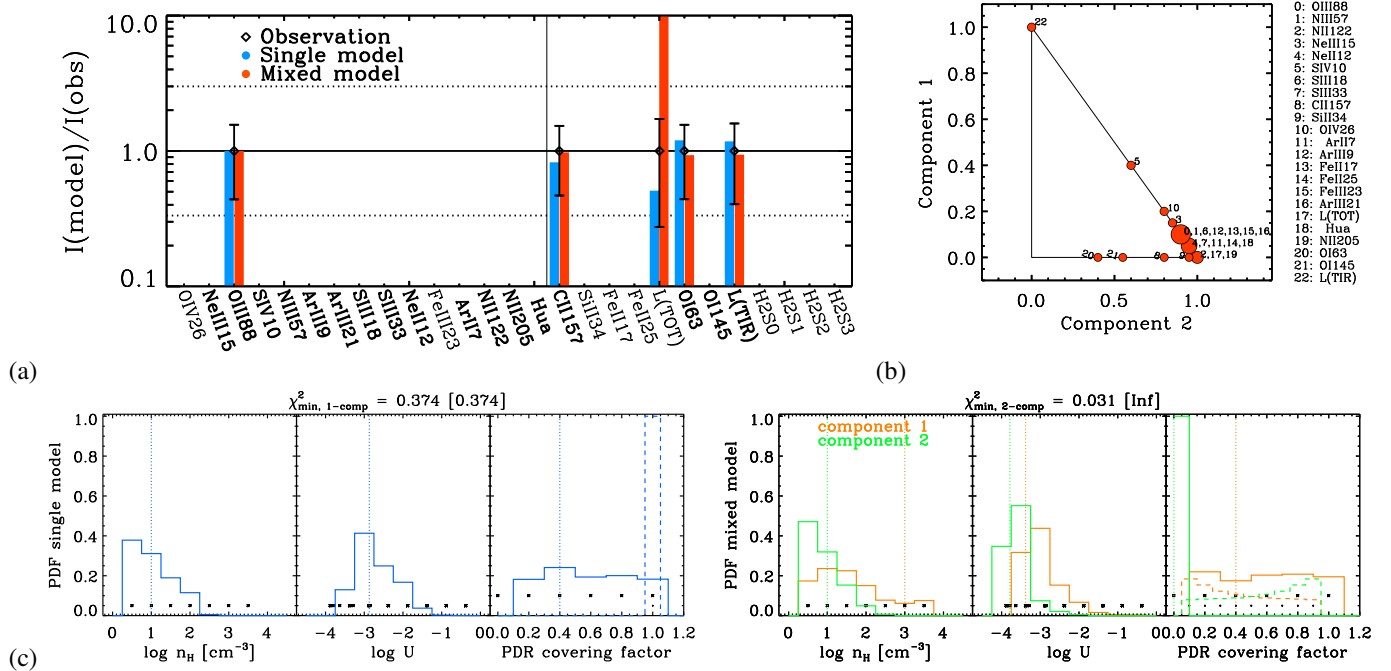 10.0
1.0
0.1
I(model)/I(obs)
Observation
Single model
Mixed model
OIV26
NeIII15
OIII88
SIV10
NIII57
ArIII9
ArIII21
SIII18
SIII33
NeII12
FeIII23
ArII7
NII122
NII205
Hua
CII157
SiII34
FeII17
FeII25
L(TOT)
OI63
OI145
L(TIR)
H2S0
H2S1
H2S2
H2S3
(a)
1.0
0.8
0.6
0.4
0.2
0.0
Component 1
22
5
10
3
0,1,6,12,13,15,16
4,7,11,14,18
20
21
8
9
2,17,19
0.0
0.5
1.0
Component 2
0: OIII88
1: NIII57
2: NII122
3: NeIII15
4: NeII12
5: SIV10
6: SIII18
7: SIII33
8: CII157
9: SiII34
10: OIV26
11: ArII7
12: ArIII9
13: FeII17
14: FeII25
15: FeIII23
16: ArIII21
17: L(TOT)
18: Hua
19: NII205
20: OI63
21: OI145
22: L(TIR)
(b)
χ²min, 1-comp = 0.374 [0.374]
1.0
0.8
0.6
0.4
0.2
0.0
PDF single model
0 1 2 3 4
log nH [cm⁻³]
−4 −3 −2 −1
log U
0.0 0.2 0.4 0.6 0.8 1.0 1.2
PDR covering factor
χ²min, 2-comp = 0.031 [Inf]
component 1
component 2
1.0
0.8
0.6
0.4
0.2
0.0
PDF mixed model
0 1 2 3 4
log nH [cm⁻³]
−4 −3 −2 −1
log U
0.0 0.2 0.4 0.6 0.8 1.0 1.2
PDR covering factor
(c)